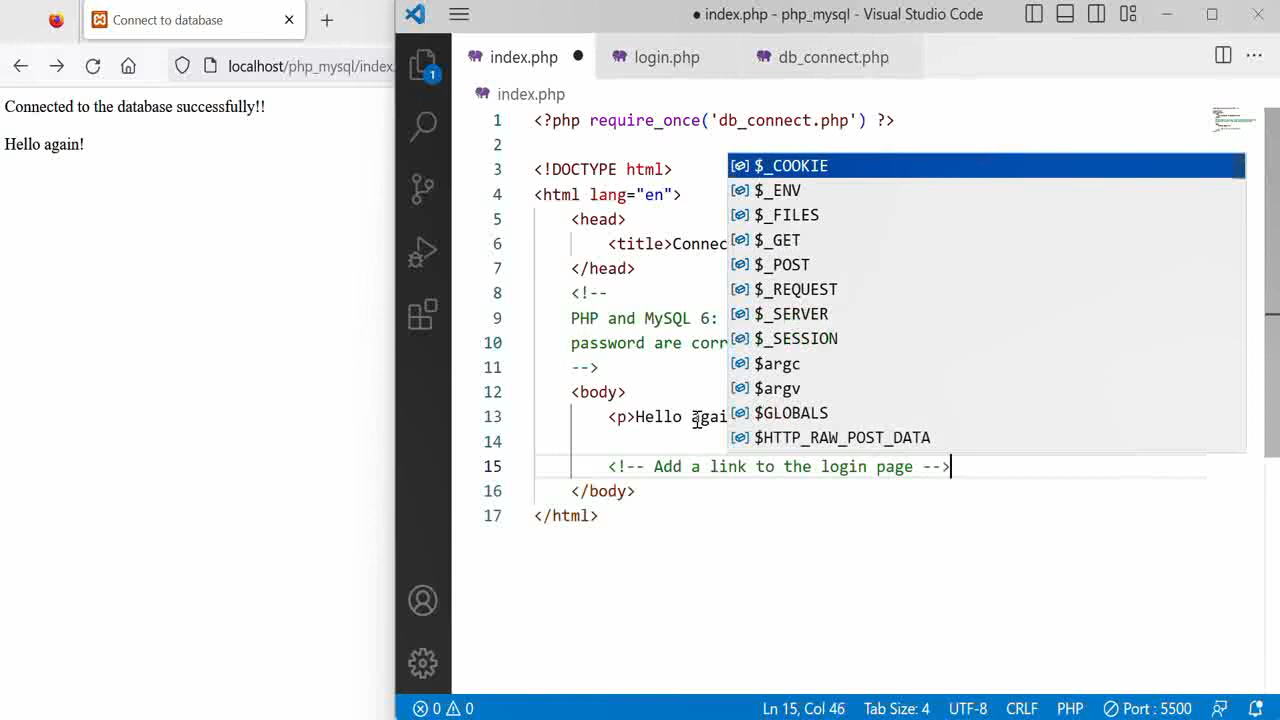 Connect to database
index.php - php_mysql - Visual Studio Code
localhost/php_mysql/index.
1
index.php
login.php
db_connect.php
index.php
Connected to the database successfully!!
Hello again!
1 <?php require_once('db_connect.php') ?>
2
3 <!DOCTYPE html>
4 <html lang="en">
5 <head>
6 <title>Connec
7 </head>
8 <!--
9 PHP and MySQL 6:
10 password are corr
11 -->
12 <body>
13 <p>Hello agai
14
15 <!-- Add a link to the login page -->
16 </body>
17 </html>
$_COOKIE
$_ENV
$_FILES
$_GET
$_POST
$_REQUEST
$_SERVER
$_SESSION
$argc
$argv
$GLOBALS
$HTTP_RAW_POST_DATA
0 0 Ln 15, Col 46 Tab Size: 4 UTF-8 CRLF PHP Port : 5500